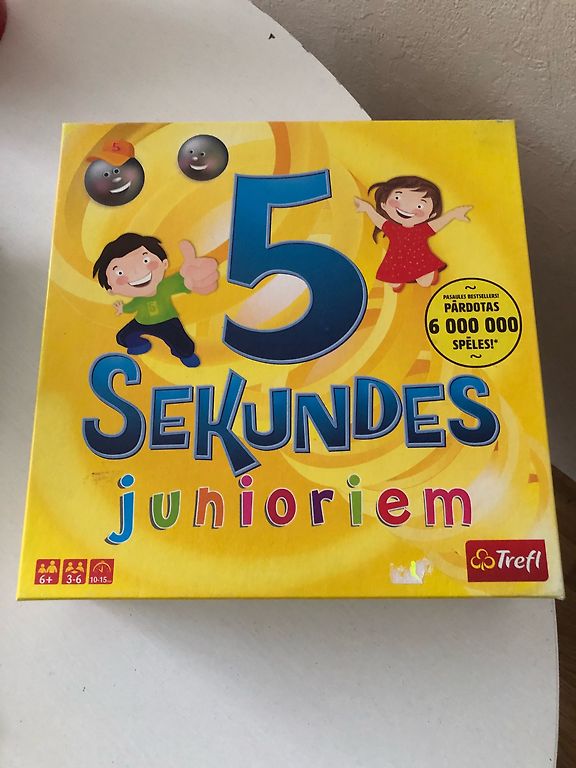 5
5
PASAULES BESTSELLERS!
PĀRDOTAS
6 000 000
SPĒLES!*
SEKUNDES
junioriem
6+
3-6
10-15
Trefl